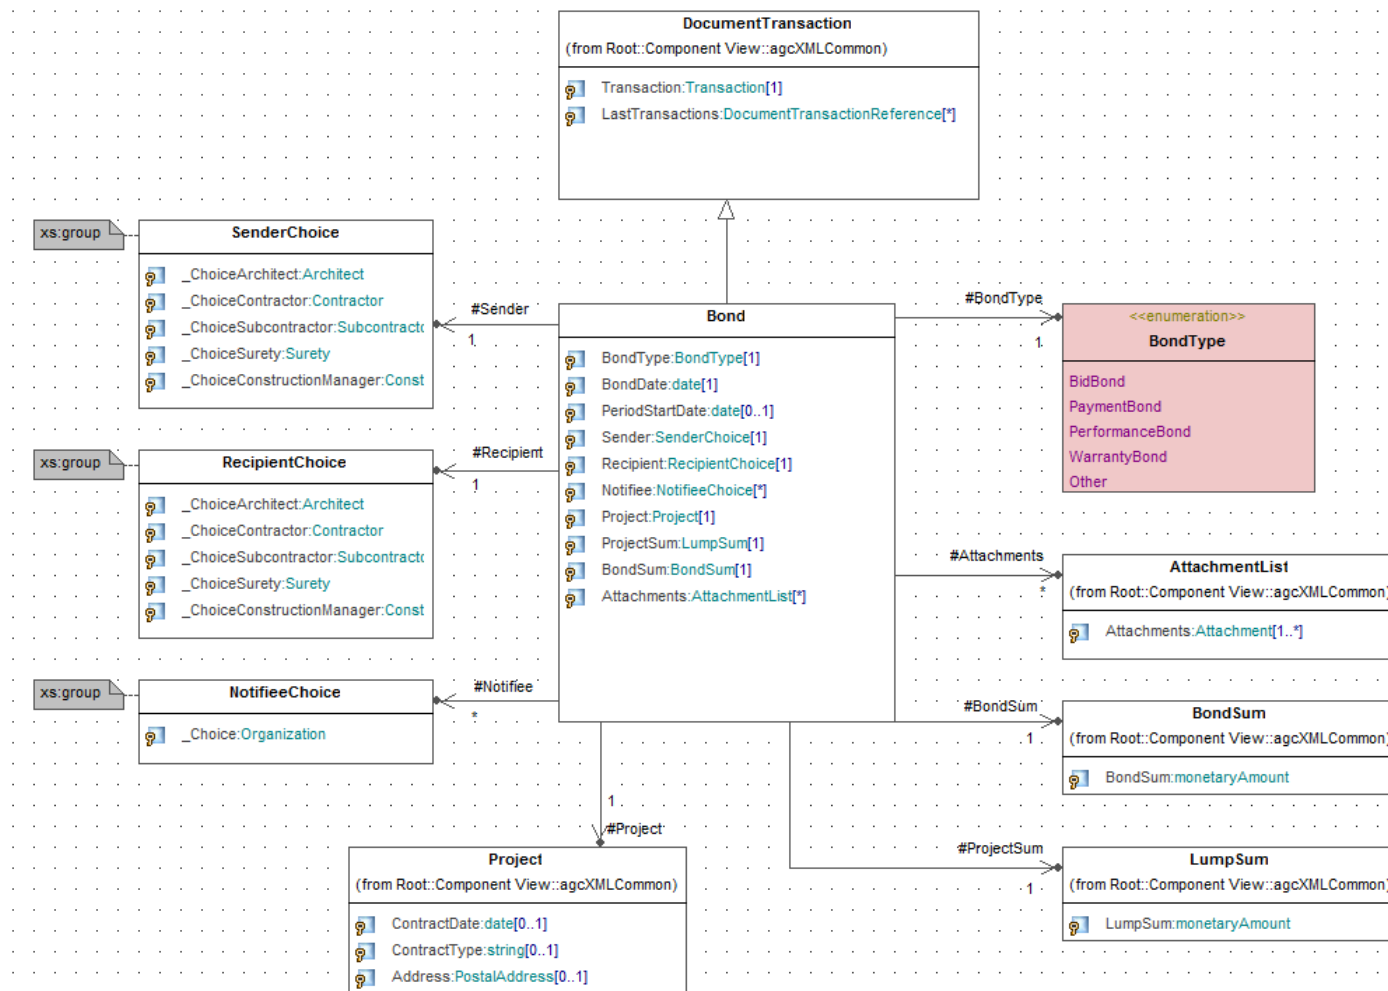 DocumentTransaction
(from Root::Component View::agcXMLCommon)
Transaction:Transaction[1]
LastTransactions:DocumentTransactionReference[*]
xs:group
SenderChoice
_ChoiceArchitect:Architect
_ChoiceContractor:Contractor
_ChoiceSubcontractor:Subcontractc
_ChoiceSurety:Surety
_ChoiceConstructionManager:Const
#Sender
1
Bond
BondType:BondType[1]
BondDate:date[1]
PeriodStartDate:date[0..1]
Sender:SenderChoice[1]
Recipient:RecipientChoice[1]
Notifiee:NotifieeChoice[*]
Project:Project[1]
ProjectSum:LumpSum[1]
BondSum:BondSum[1]
Attachments:AttachmentList[*]
#BondType
1
<<enumeration>>
BondType
BidBond
PaymentBond
PerformanceBond
WarrantyBond
Other
xs:group
RecipientChoice
_ChoiceArchitect:Architect
_ChoiceContractor:Contractor
_ChoiceSubcontractor:Subcontractc
_ChoiceSurety:Surety
_ChoiceConstructionManager:Const
#Recipient
1
#Attachments
*
AttachmentList
(from Root::Component View::agcXMLCommon)
Attachments:Attachment[1..*]
xs:group
NotifieeChoice
_Choice:Organization
#Notifiee
*
#BondSum
1
BondSum
(from Root::Component View::agcXMLCommon)
BondSum:monetaryAmount
1
#Project
Project
(from Root::Component View::agcXMLCommon)
ContractDate:date[0..1]
ContractType:string[0..1]
Address:PostalAddress[0..1]
#ProjectSum
1
LumpSum
(from Root::Component View::agcXMLCommon)
LumpSum:monetaryAmount